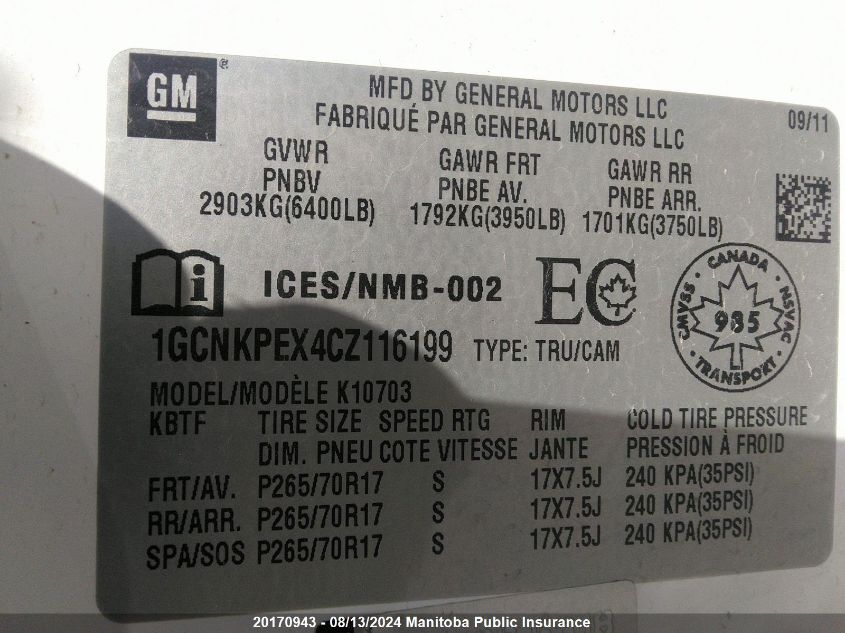 GM ®
MFD BY GENERAL MOTORS LLC
FABRIQUÉ PAR GENERAL MOTORS LLC
09/11
GVWR GAWR FRT GAWR RR
PNBV PNBE AV. PNBE ARR.
2903KG(6400LB) 1792KG(3950LB) 1701KG(3750LB)
i ICES/NMB-002 EC
CANADA
CMVSS NSVAC
985
TRANSPORT
1GCNKPEX4CZ116199 TYPE: TRU/CAM
MODEL/MODÈLE K10703
KBTF TIRE SIZE SPEED RTG RIM COLD TIRE PRESSURE
DIM. PNEU COTE VITESSE JANTE PRESSION À FROID
FRT/AV. P265/70R17 S 17X7.5J 240 KPA(35PSI)
RR/ARR. P265/70R17 S 17X7.5J 240 KPA(35PSI)
SPA/SOS P265/70R17 S 17X7.5J 240 KPA(35PSI)
20170943 - 08/13/2024 Manitoba Public Insurance